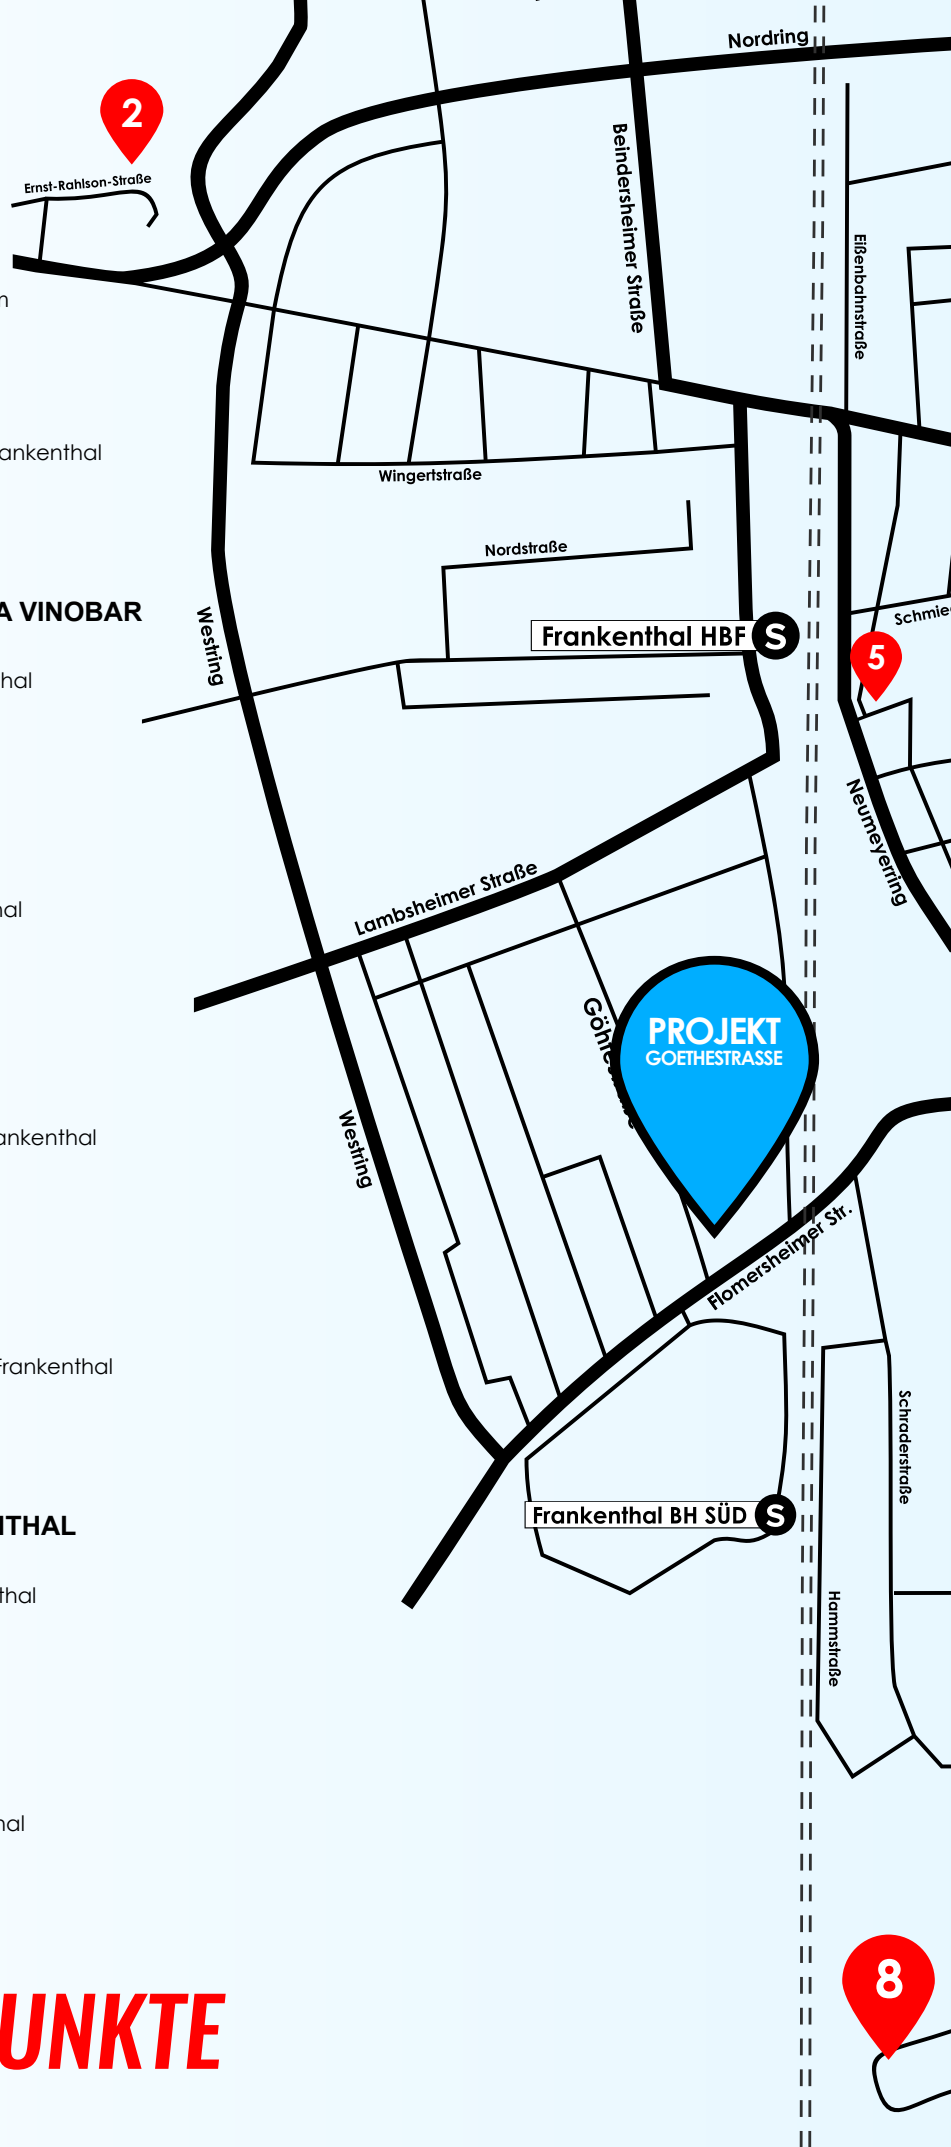 Nordring
2
Beindersheimer Straße
Ernst-Rahlson-Straße
Eißenbahnstraße
n
ankenthal
Wingertstraße
Nordstraße
A VINOBAR
Westring
Frankenthal HBF S
Schmie
5
hal
Neumeyerring
Lambsheimer Straße
al
PROJEKT
GOETHESTRASSE
Westring
ankenthal
Flomersheimer Str.
Frankenthal
Schraderstraße
Frankenthal BH SÜD S
NTHAL
thal
Hammstraße
al
8
UNKTE